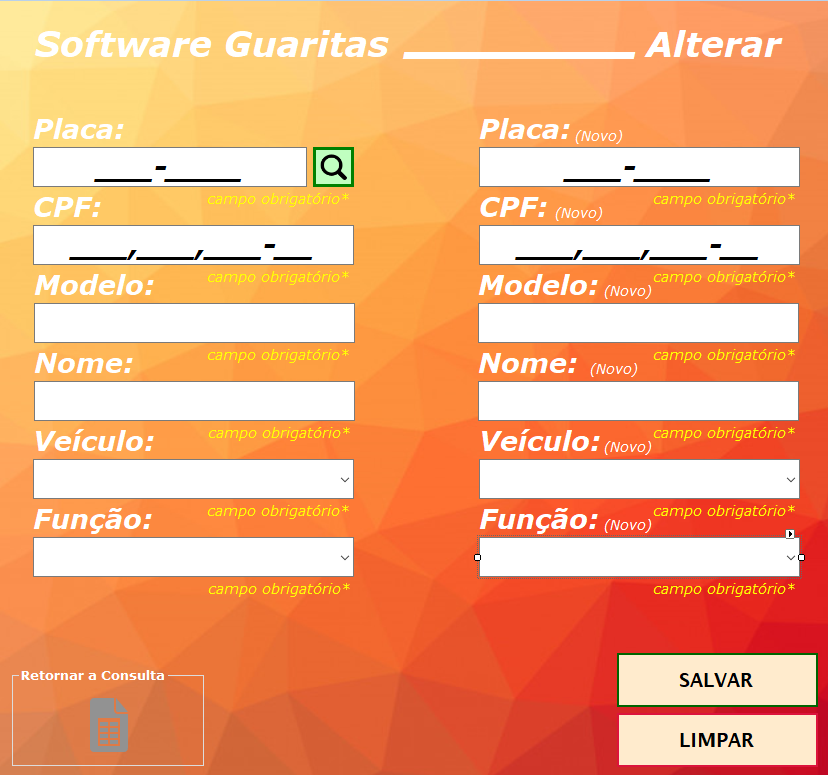 Software Guaritas ____________ Alterar
Placa:
___-____
campo obrigatório*
CPF:
___,___,___-__
campo obrigatório*
Modelo:
campo obrigatório*
Nome:
campo obrigatório*
Veículo:
campo obrigatório*
Função:
campo obrigatório*
Placa: (Novo)
___-____
campo obrigatório*
CPF: (Novo)
___,___,___-__
campo obrigatório*
Modelo: (Novo)
campo obrigatório*
Nome: (Novo)
campo obrigatório*
Veículo: (Novo)
campo obrigatório*
Função: (Novo)
campo obrigatório*
Retornar a Consulta
SALVAR
LIMPAR